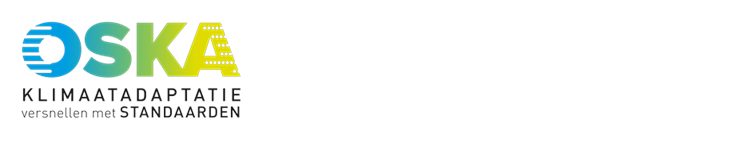 OSKA
KLIMAATADAPTATIE
versnellen met STANDAARDEN